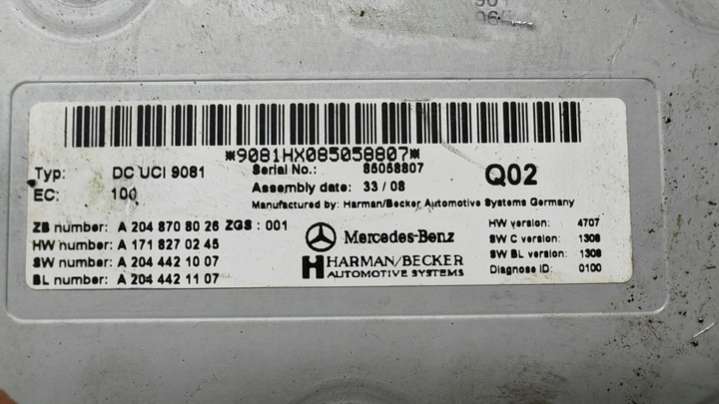 *9081HX085058807*
Typ: DC UCI 9081 Serial No.: 85058807
EC: 100 Assembly date: 33 / 08 Q02
Manufactured by: Harman/Becker Automotive Systems Germany
ZB number: A 204 870 80 26 ZGS : 001 HW version: 4707
HW number: A 171 827 02 45 Mercedes-Benz SW C version: 1308
SW number: A 204 442 10 07 HARMAN/BECKER SW BL version: 1308
BL number: A 204 442 11 07 AUTOMOTIVE SYSTEMS Diagnose ID: 0100